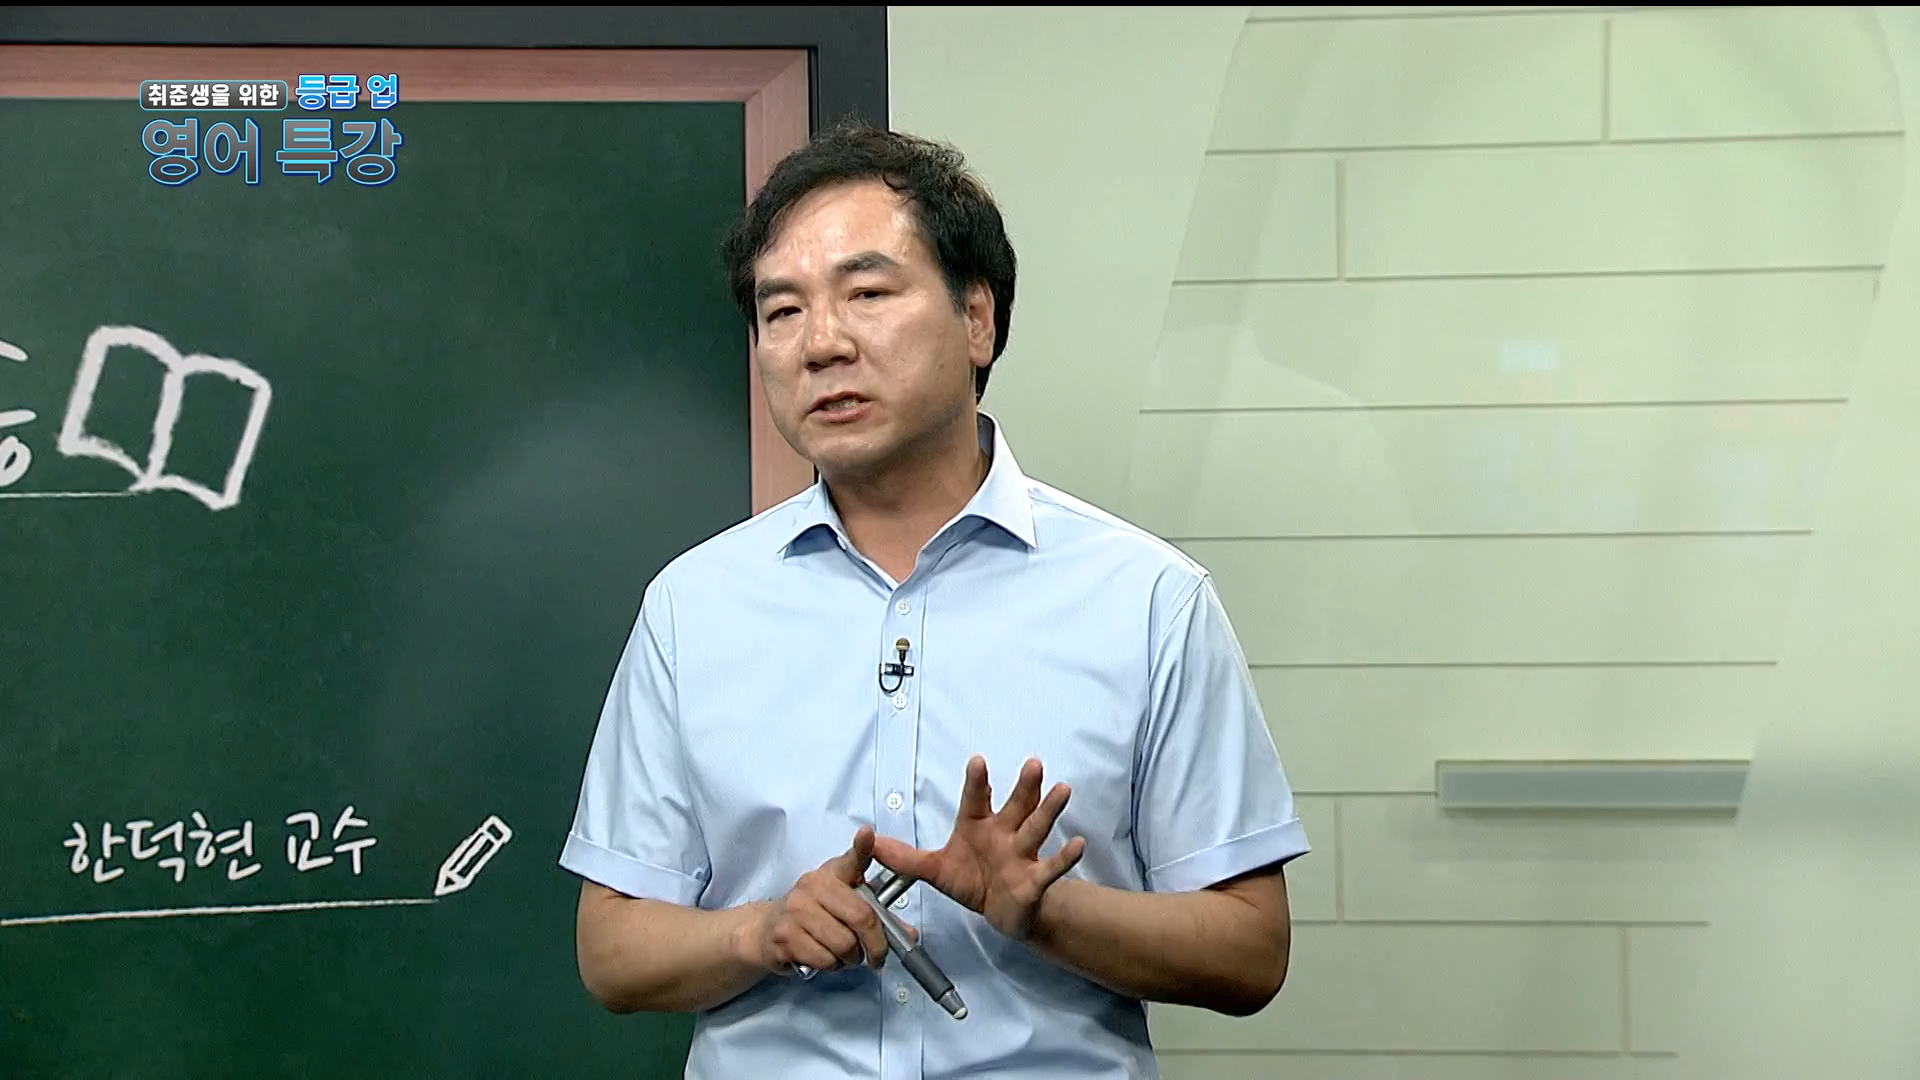 취준생을 위한 등급 업
영어 특강
한덕현 교수